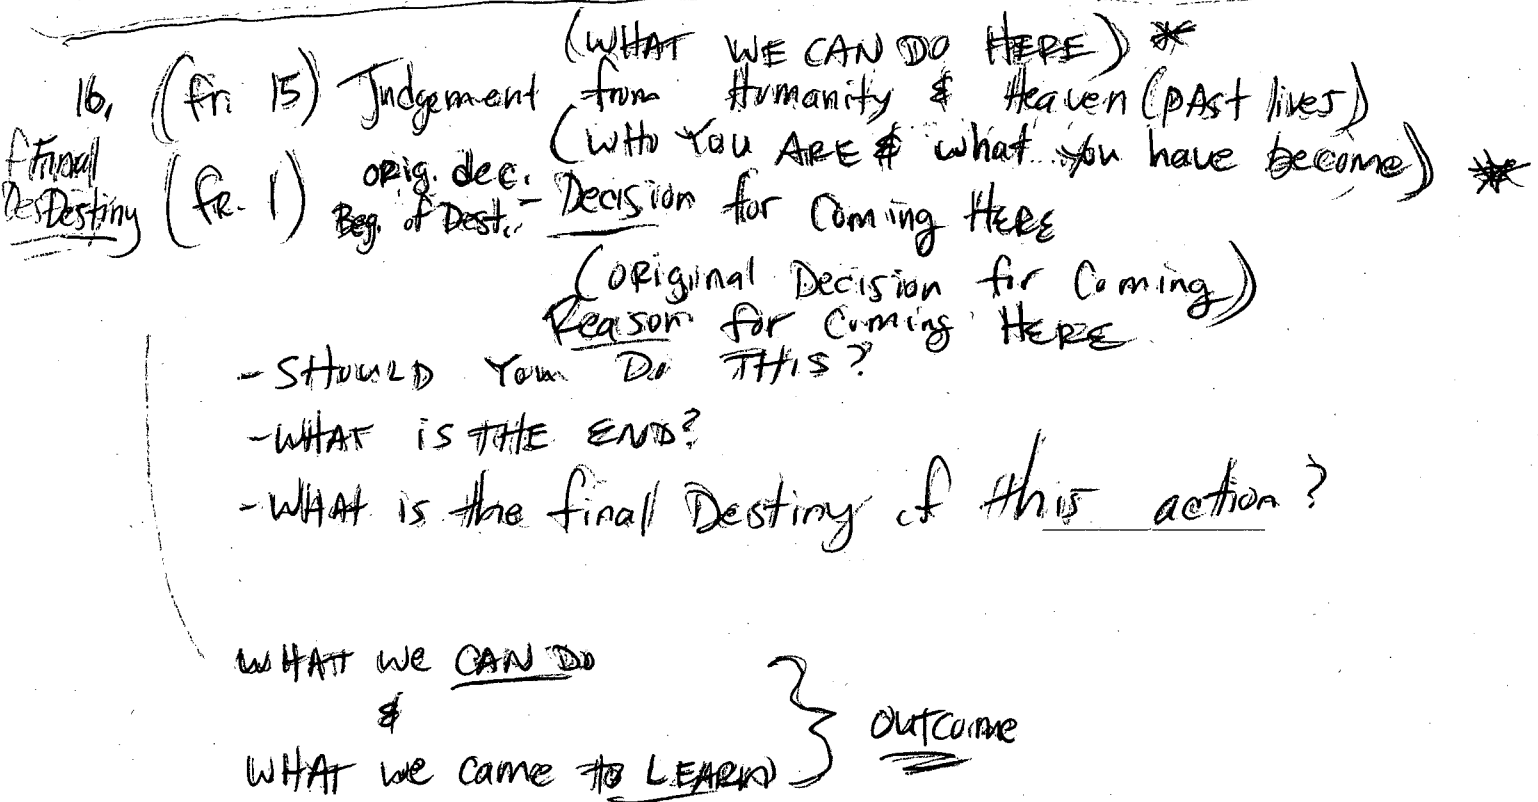 (WHAT WE CAN DO HERE) *
16. (fr. 15) Judgement from Humanity & Heaven (past lives)
(WHO YOU ARE & what you have become) *
Final Destiny (fr. 1) orig. dec. Beg. of Dest. - Decision for Coming HERE
(ORIGINAL Decision for Coming)
Reason for Coming HERE
- SHOULD You Do THIS?
- WHAT is THE END?
- WHAT is the final Destiny of this action?
WHAT we CAN DO
&
WHAT we came to LEARN
} OUTCOME